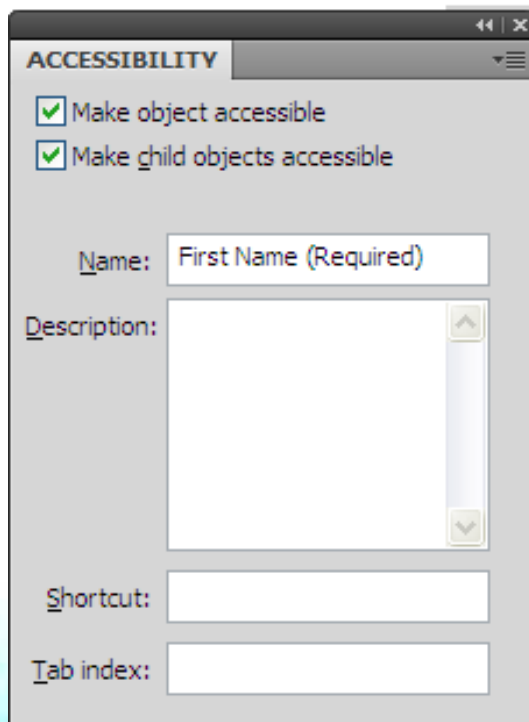 ACCESSIBILITY
Make object accessible
Make child objects accessible
Name: First Name (Required)
Description:
Shortcut:
Tab index: